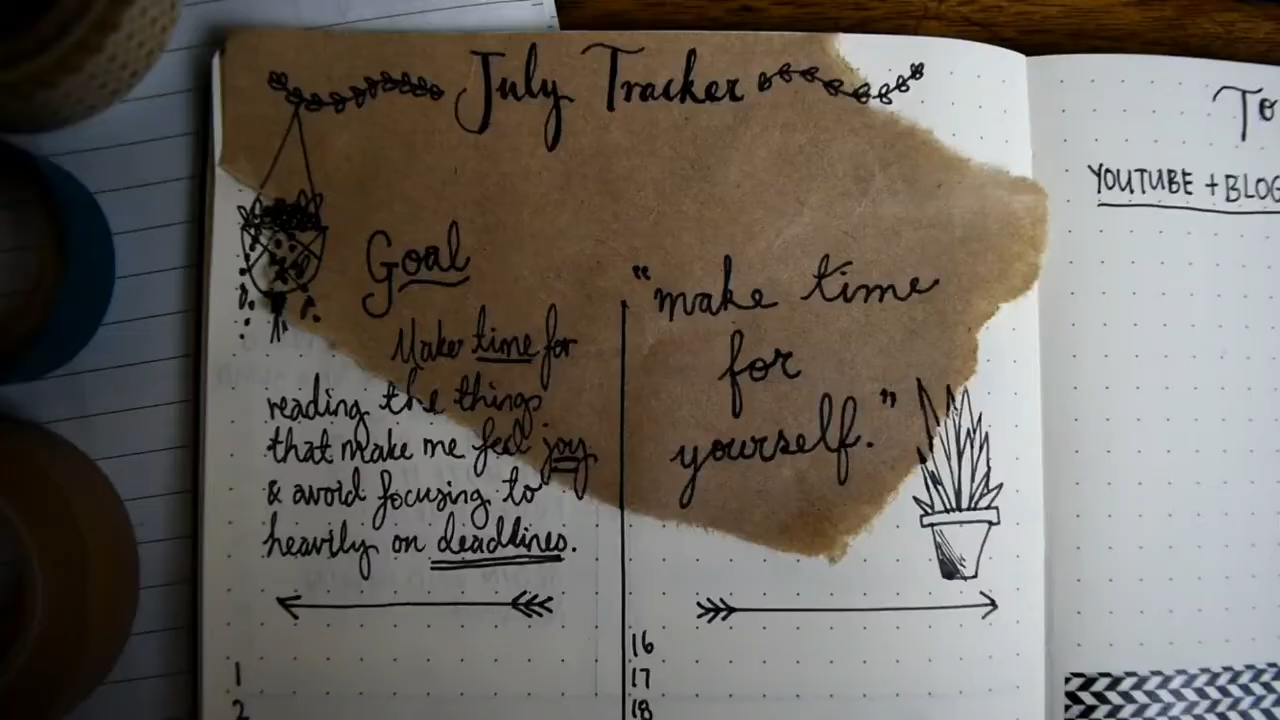 July Tracker
Goal
Make time for
reading the things
that make me feel joy
& avoid focusing to
heavily on deadlines.
1
2
"make time
for
yourself."
16
17
18
To
YOUTUBE + BLOG